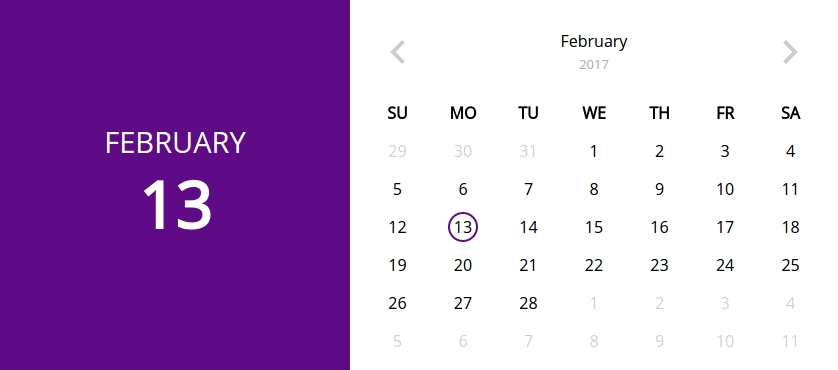 FEBRUARY
13
February
2017
SU MO TU WE TH FR SA
29 30 31 1 2 3 4
5 6 7 8 9 10 11
12 13 14 15 16 17 18
19 20 21 22 23 24 25
26 27 28 1 2 3 4
5 6 7 8 9 10 11